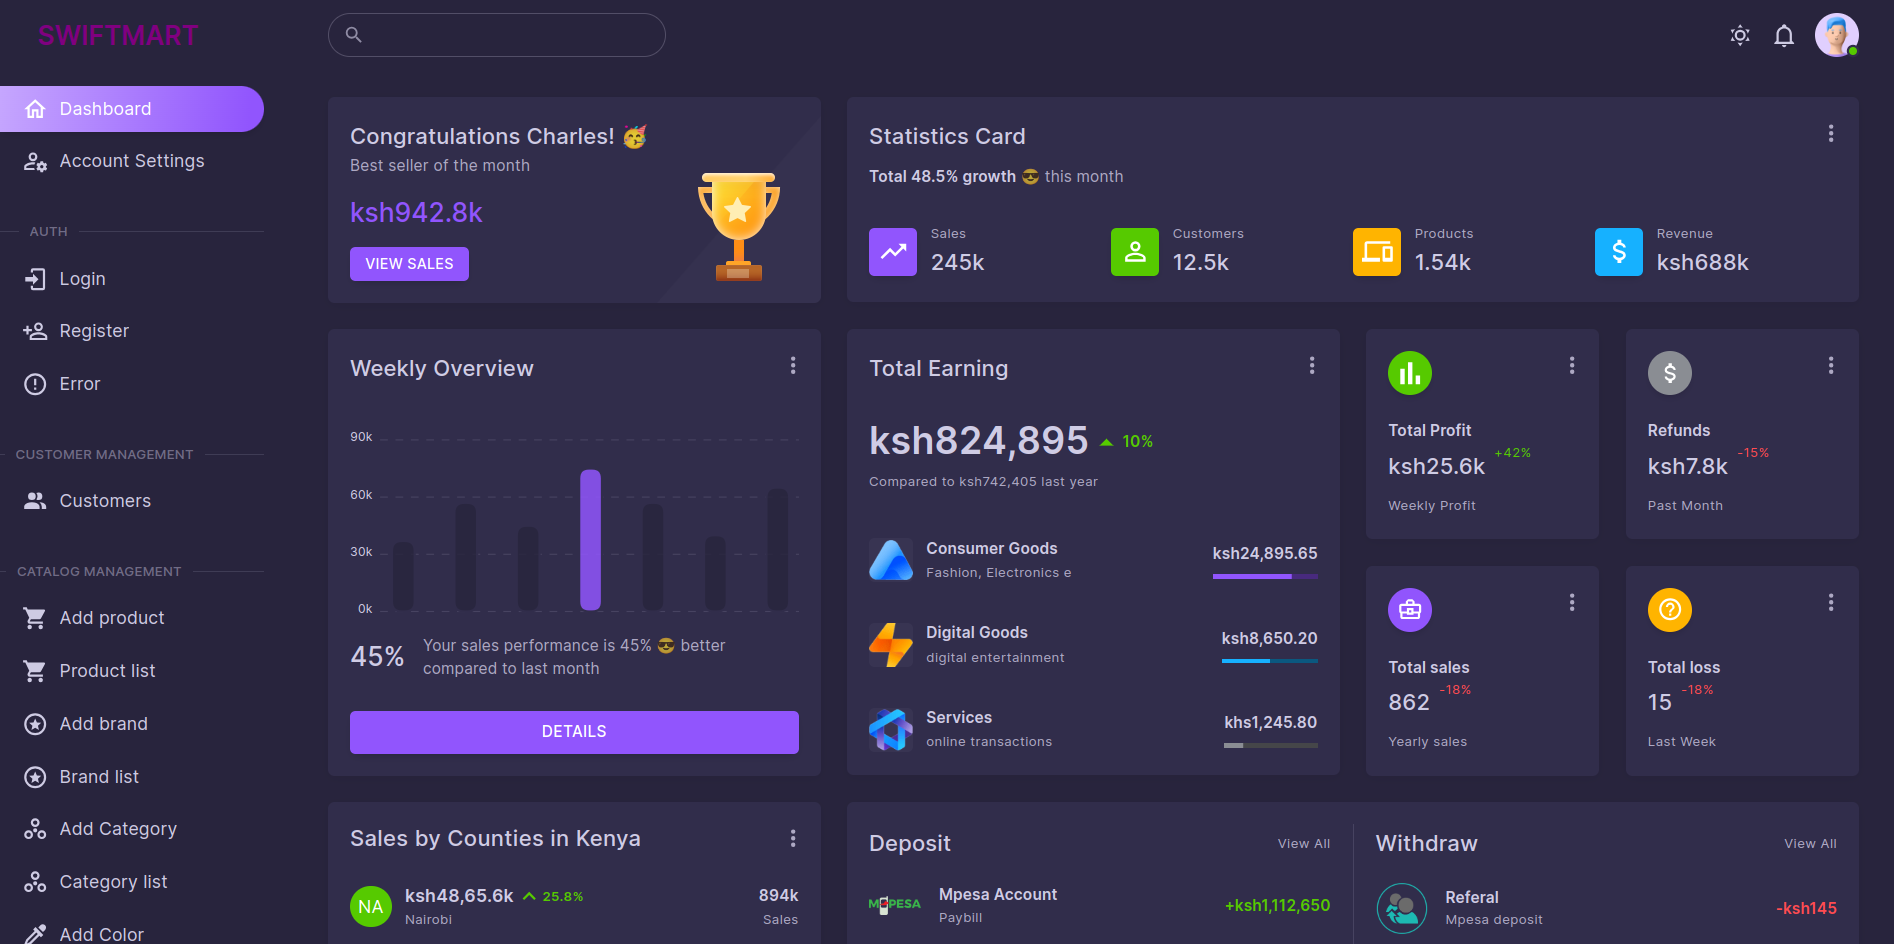 SWIFTMART
Dashboard
Account Settings
AUTH
Login
Register
Error
CUSTOMER MANAGEMENT
Customers
CATALOG MANAGEMENT
Add product
Product list
Add brand
Brand list
Add Category
Category list
Add Color
Congratulations Charles! 🥳
Best seller of the month
ksh942.8k
VIEW SALES
Statistics Card
Total 48.5% growth 😎 this month
Sales
245k
Customers
12.5k
Products
1.54k
Revenue
ksh688k
Weekly Overview
90k
60k
30k
0k
45%
Your sales performance is 45% 😎 better
compared to last month
DETAILS
Total Earning
ksh824,895 10%
Compared to ksh742,405 last year
Consumer Goods
Fashion, Electronics e
ksh24,895.65
Digital Goods
digital entertainment
ksh8,650.20
Services
online transactions
khs1,245.80
Total Profit
ksh25.6k +42%
Weekly Profit
Refunds
ksh7.8k -15%
Past Month
Total sales
862 -18%
Yearly sales
Total loss
15 -18%
Last Week
Sales by Counties in Kenya
NA
ksh48,65.6k 25.8%
Nairobi
894k
Sales
Deposit
View All
M-PESA
Mpesa Account
Paybill
+ksh1,112,650
Withdraw
View All
Referal
Mpesa deposit
-ksh145